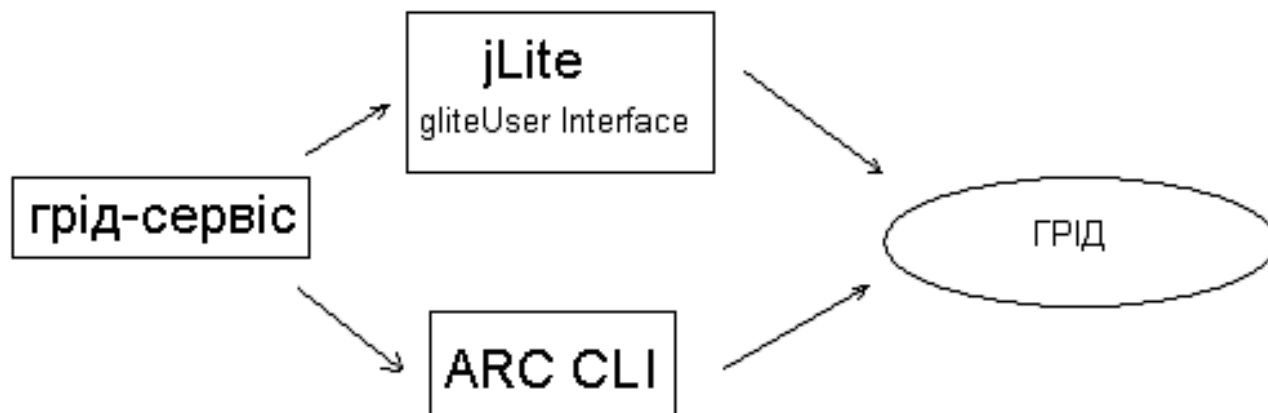 jLite
gliteUser Interface
грід-сервіс
ГРІД
ARC CLI